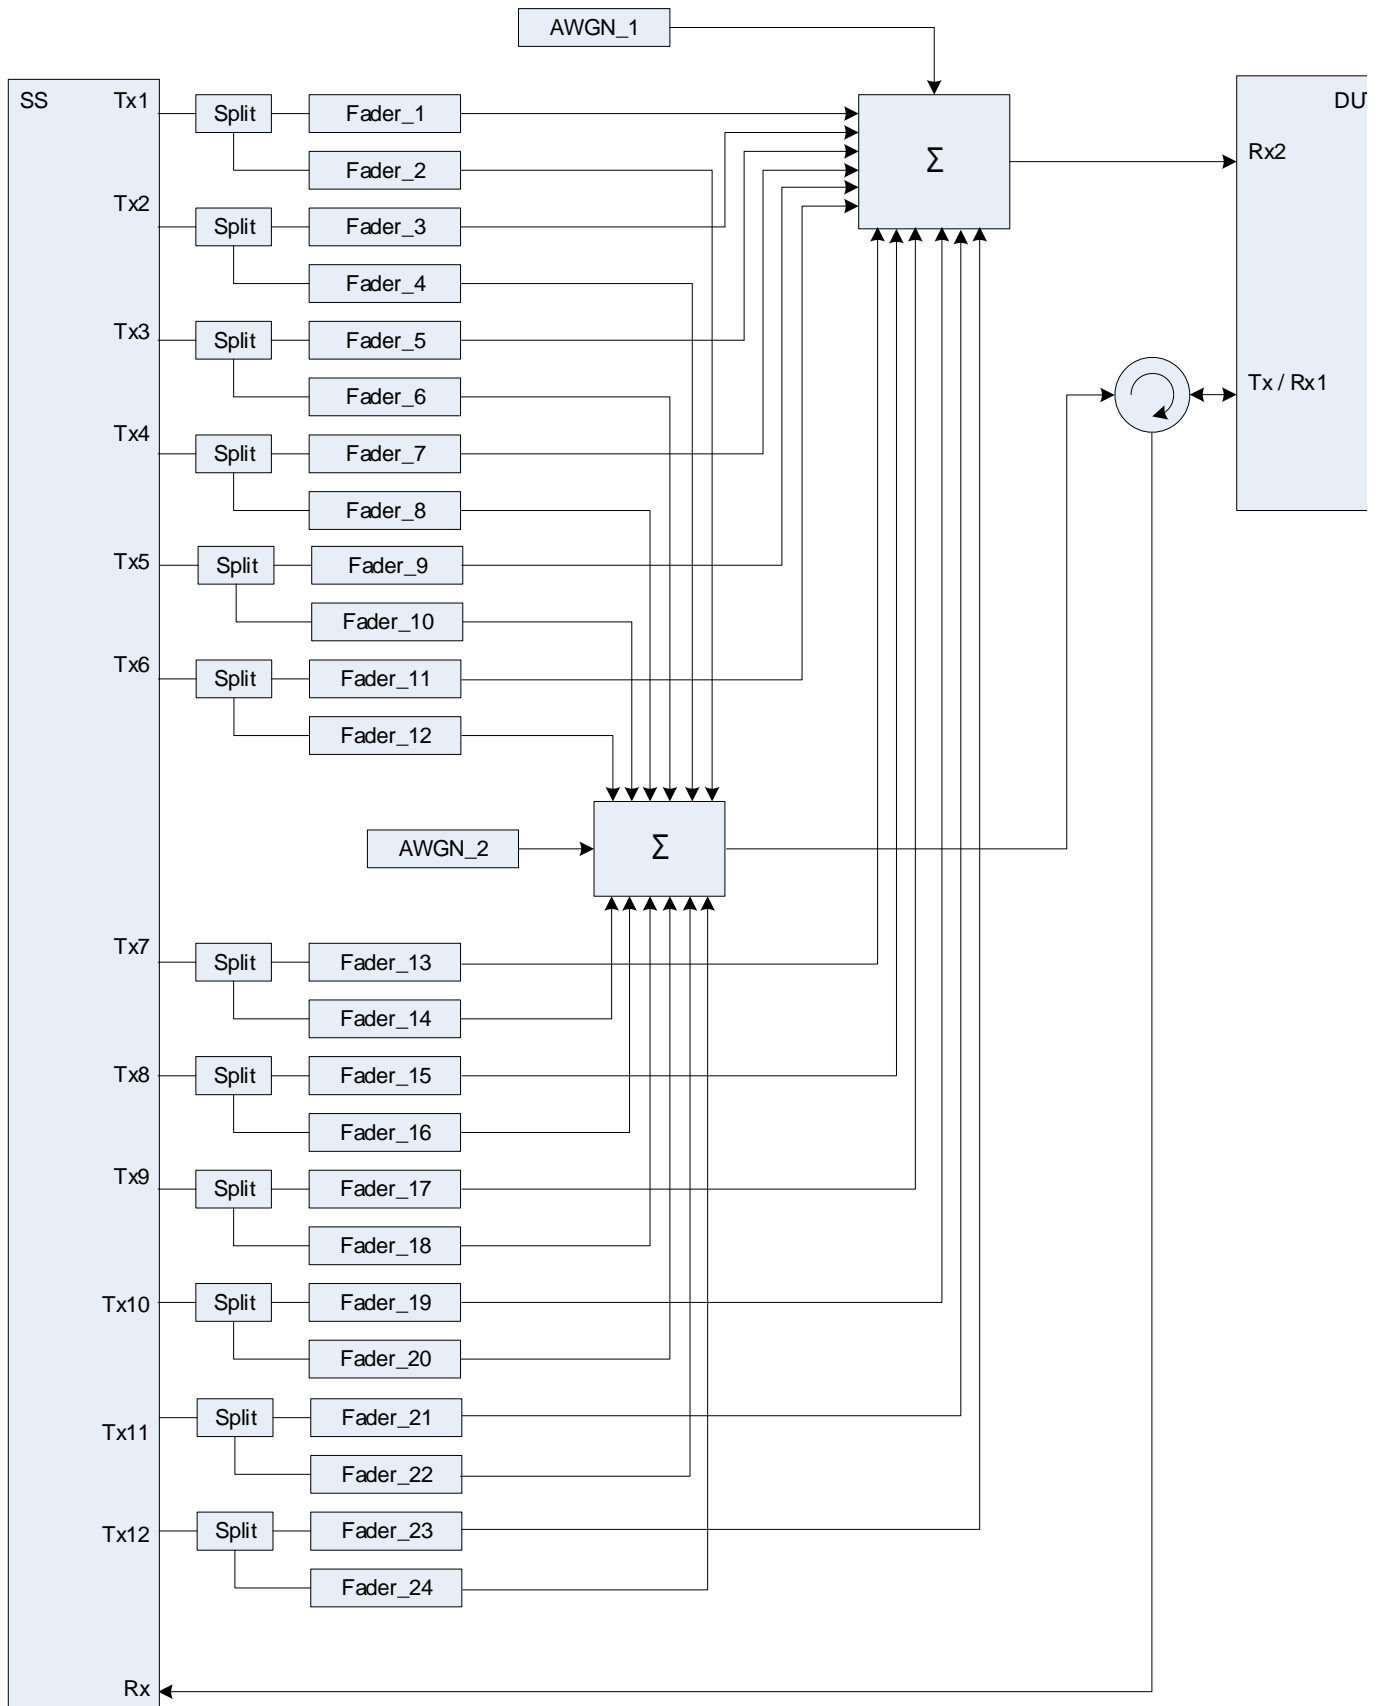 AWGN_1
SS Tx1 Split Fader_1
Fader_2
Tx2 Split Fader_3
Fader_4
Tx3 Split Fader_5
Fader_6
Tx4 Split Fader_7
Fader_8
Tx5 Split Fader_9
Fader_10
Tx6 Split Fader_11
Fader_12
Σ
DUT
Rx2
Tx / Rx1
AWGN_2 Σ
Tx7 Split Fader_13
Fader_14
Tx8 Split Fader_15
Fader_16
Tx9 Split Fader_17
Fader_18
Tx10 Split Fader_19
Fader_20
Tx11 Split Fader_21
Fader_22
Tx12 Split Fader_23
Fader_24
Rx